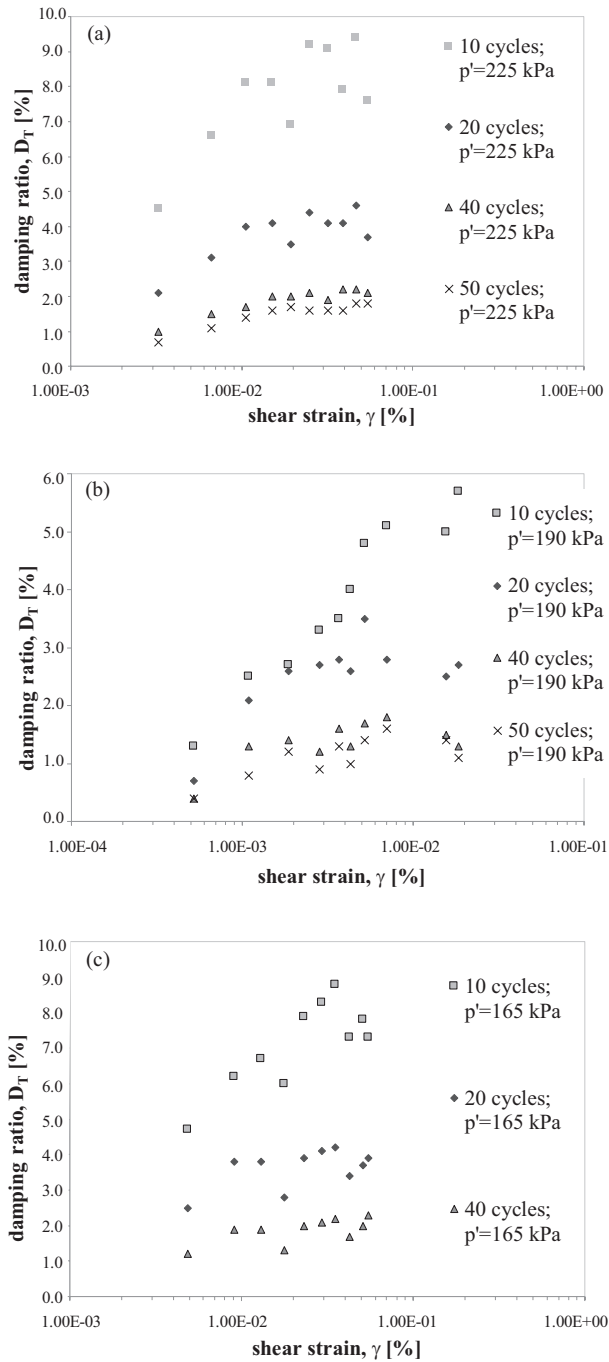 (a)
damping ratio, D_T [%]
10.0
9.0
8.0
7.0
6.0
5.0
4.0
3.0
2.0
1.0
0.0
10 cycles;
p'=225 kPa
20 cycles;
p'=225 kPa
40 cycles;
p'=225 kPa
50 cycles;
p'=225 kPa
1.00E-03 1.00E-02 1.00E-01 1.00E+00
shear strain, γ [%]
(b)
damping ratio, D_T [%]
6.0
5.0
4.0
3.0
2.0
1.0
0.0
10 cycles;
p'=190 kPa
20 cycles;
p'=190 kPa
40 cycles;
p'=190 kPa
50 cycles;
p'=190 kPa
1.00E-04 1.00E-03 1.00E-02 1.00E-01
shear strain, γ [%]
(c)
damping ratio, D_T [%]
10.0
9.0
8.0
7.0
6.0
5.0
4.0
3.0
2.0
1.0
0.0
10 cycles;
p'=165 kPa
20 cycles;
p'=165 kPa
40 cycles;
p'=165 kPa
1.00E-03 1.00E-02 1.00E-01 1.00E+00
shear strain, γ [%]